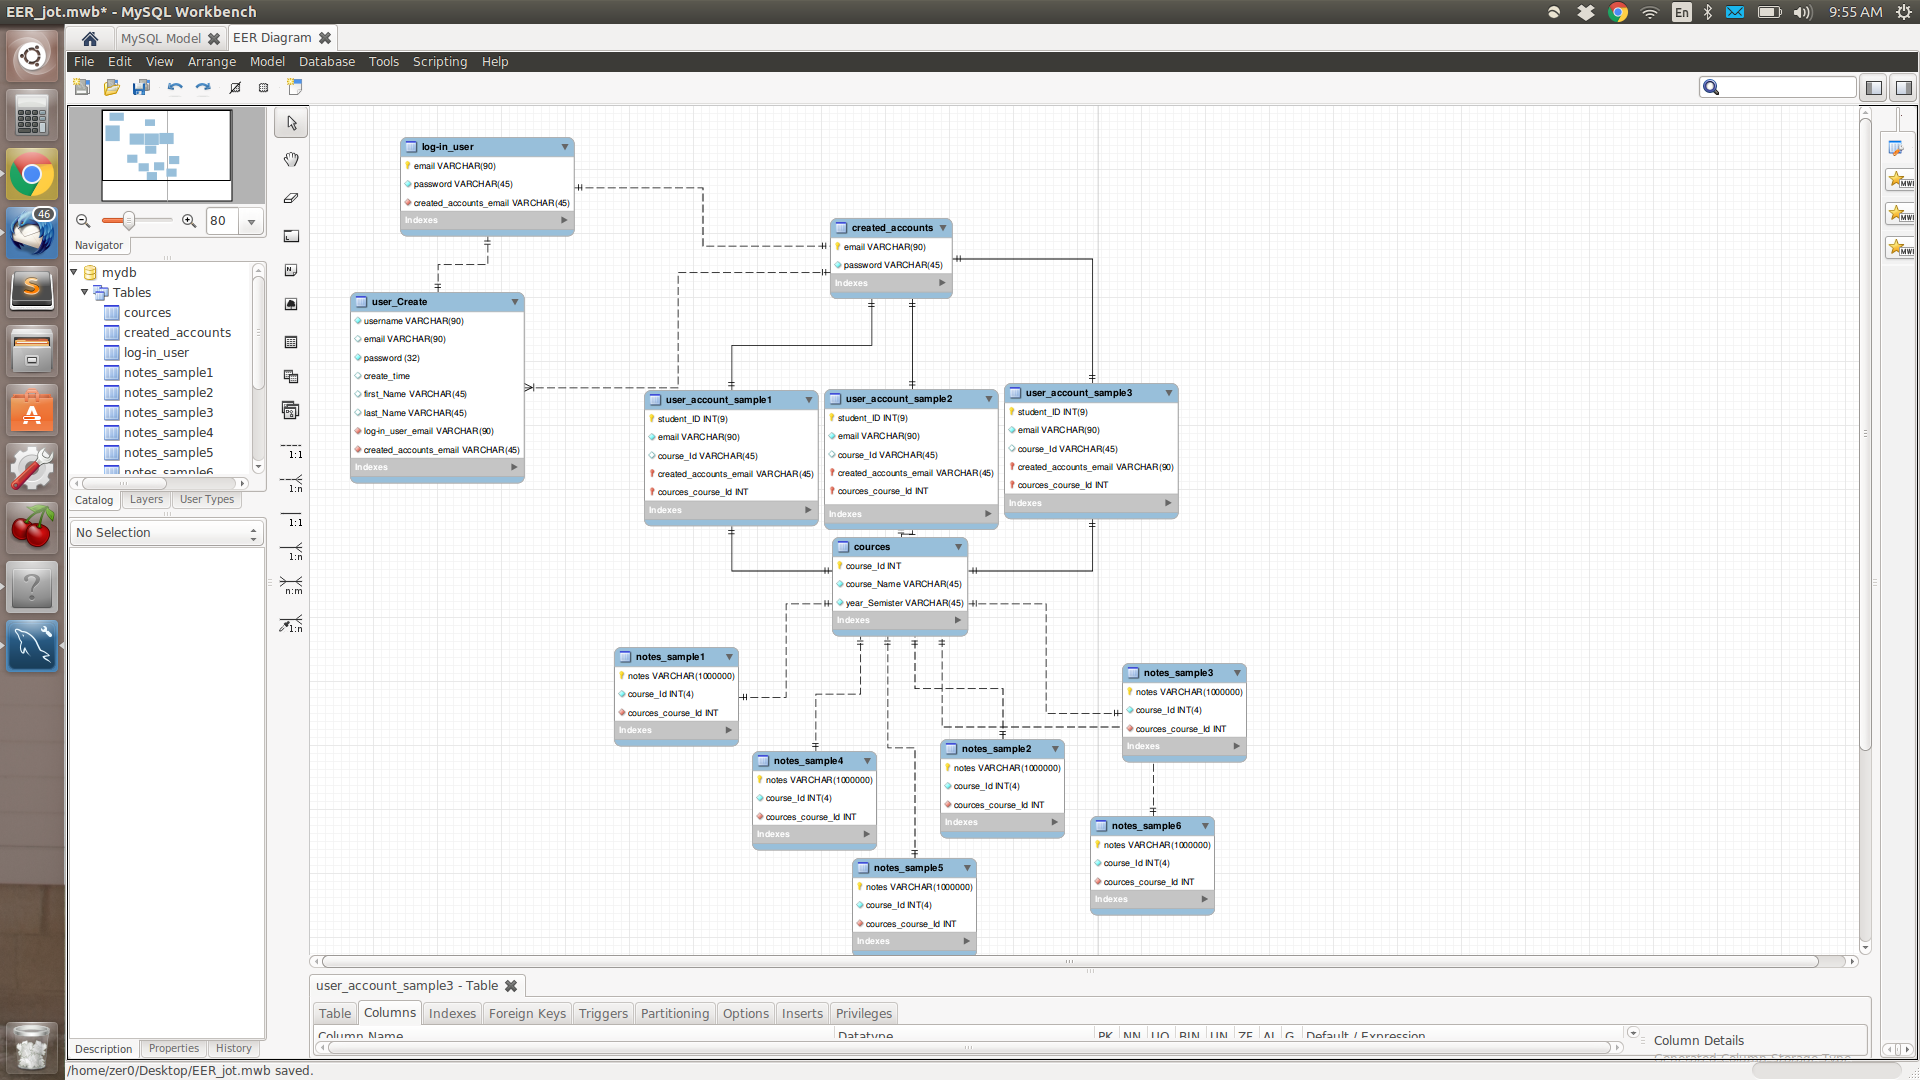 EER_jot.mwb* - MySQL Workbench
En
9:55 AM
MySQL Model
EER Diagram
File Edit View Arrange Model Database Tools Scripting Help
80
Navigator
46
mydb
Tables
cources
created_accounts
log-in_user
notes_sample1
notes_sample2
notes_sample3
notes_sample4
notes_sample5
notes_sample6
Catalog Layers User Types
No Selection
Description Properties History
1:1
1:n
1:1
1:n
n:m
1:n
log-in_user
email VARCHAR(90)
password VARCHAR(45)
created_accounts_email VARCHAR(45)
Indexes
created_accounts
email VARCHAR(90)
password VARCHAR(45)
Indexes
user_Create
username VARCHAR(90)
email VARCHAR(90)
password (32)
create_time
first_Name VARCHAR(45)
last_Name VARCHAR(45)
log-in_user_email VARCHAR(90)
created_accounts_email VARCHAR(45)
Indexes
user_account_sample1
student_ID INT(9)
email VARCHAR(90)
course_Id VARCHAR(45)
created_accounts_email VARCHAR(45)
cources_course_Id INT
Indexes
user_account_sample2
student_ID INT(9)
email VARCHAR(90)
course_Id VARCHAR(45)
created_accounts_email VARCHAR(45)
cources_course_Id INT
Indexes
user_account_sample3
student_ID INT(9)
email VARCHAR(90)
course_Id VARCHAR(45)
created_accounts_email VARCHAR(90)
cources_course_Id INT
Indexes
cources
course_Id INT
course_Name VARCHAR(45)
year_Semister VARCHAR(45)
Indexes
notes_sample1
notes VARCHAR(1000000)
course_Id INT(4)
cources_course_Id INT
Indexes
notes_sample3
notes VARCHAR(1000000)
course_Id INT(4)
cources_course_Id INT
Indexes
notes_sample4
notes VARCHAR(1000000)
course_Id INT(4)
cources_course_Id INT
Indexes
notes_sample2
notes VARCHAR(1000000)
course_Id INT(4)
cources_course_Id INT
Indexes
notes_sample6
notes VARCHAR(1000000)
course_Id INT(4)
cources_course_Id INT
Indexes
notes_sample5
notes VARCHAR(1000000)
course_Id INT(4)
cources_course_Id INT
Indexes
user_account_sample3 - Table
Table Columns Indexes Foreign Keys Triggers Partitioning Options Inserts Privileges
Column Name Datatype PK NN UQ BIN UN ZF AI G Default / Expression
Column Details
Generated Column Storage Type
/home/zer0/Desktop/EER_jot.mwb saved.